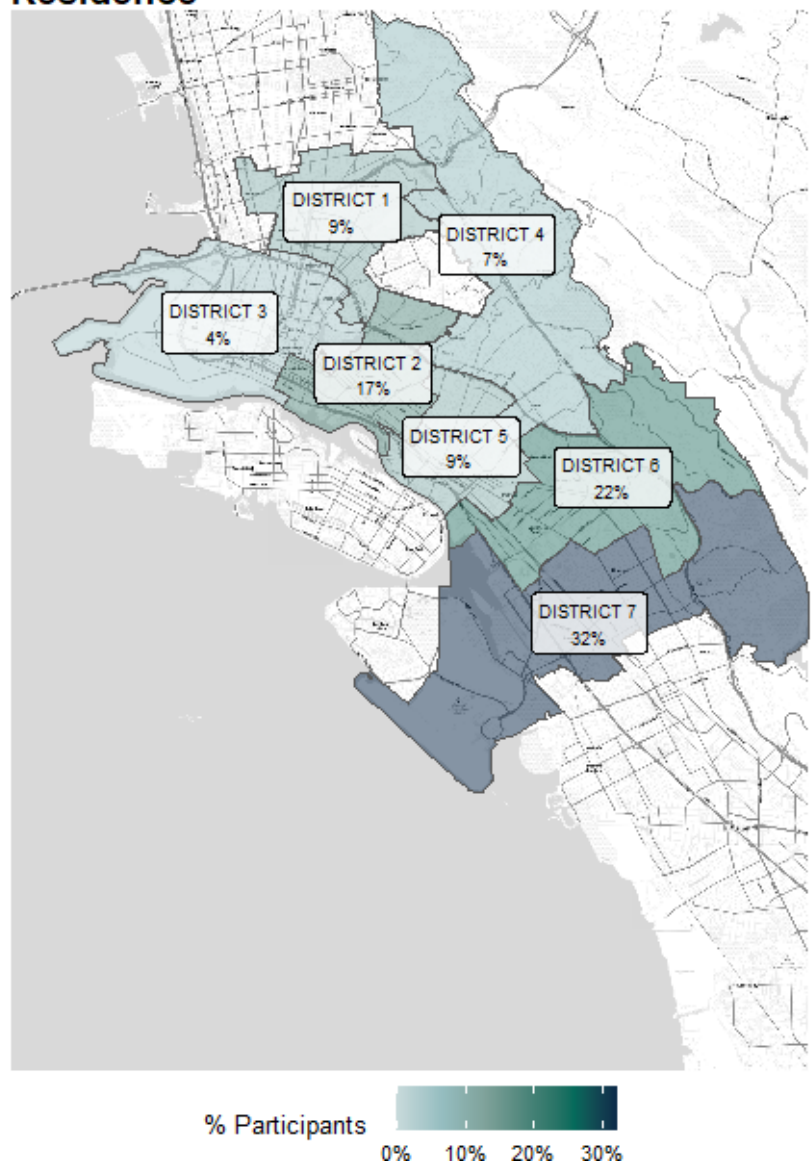 Residence
DISTRICT 1
9%
DISTRICT 4
7%
DISTRICT 3
4%
DISTRICT 2
17%
DISTRICT 5
9%
DISTRICT 6
22%
DISTRICT 7
32%
% Participants
0% 10% 20% 30%